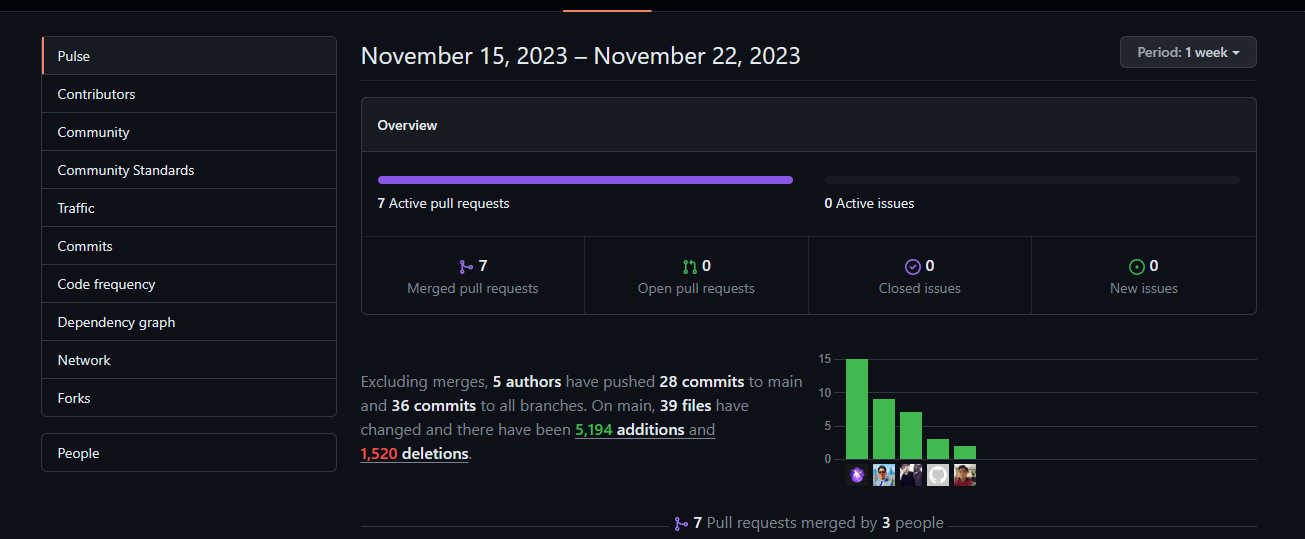 Pulse
Contributors
Community
Community Standards
Traffic
Commits
Code frequency
Dependency graph
Network
Forks
People
November 15, 2023 – November 22, 2023
Period: 1 week
Overview
7 Active pull requests
0 Active issues
7
Merged pull requests
0
Open pull requests
0
Closed issues
0
New issues
Excluding merges, 5 authors have pushed 28 commits to main
and 36 commits to all branches. On main, 39 files have
changed and there have been 5,194 additions and
1,520 deletions.
15
10
5
0
7 Pull requests merged by 3 people